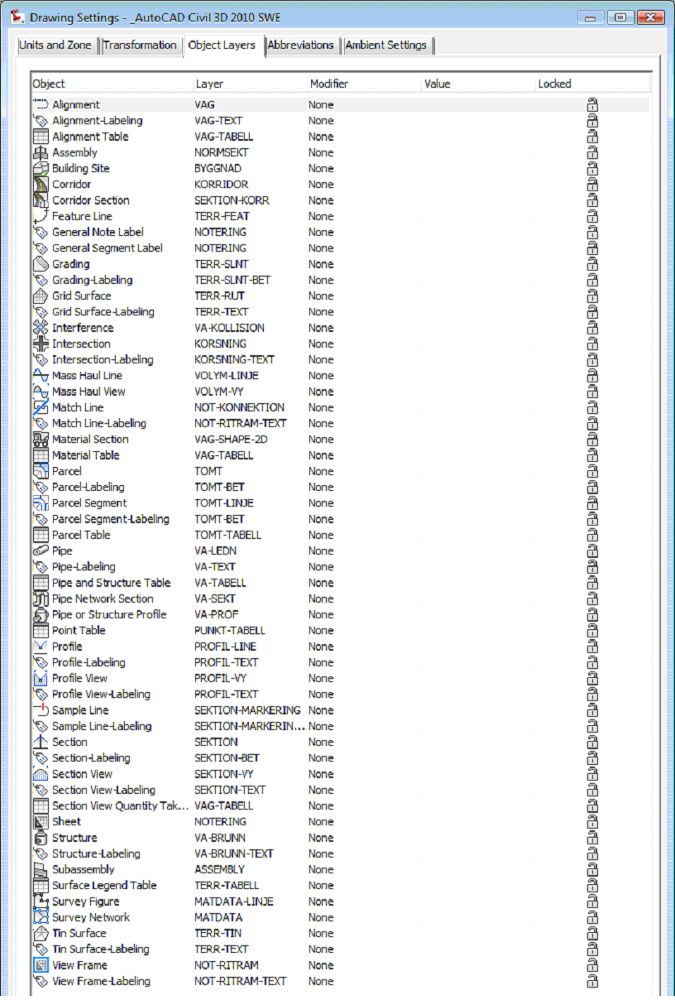 Drawing Settings - _AutoCAD Civil 3D 2010 SWE
Units and Zone Transformation Object Layers Abbreviations Ambient Settings
Object Layer Modifier Value Locked
Alignment VAG None
Alignment-Labeling VAG-TEXT None
Alignment Table VAG-TABELL None
Assembly NORMSEKT None
Building Site BYGGNAD None
Corridor KORRIDOR None
Corridor Section SEKTION-KORR None
Feature Line TERR-FEAT None
General Note Label NOTERING None
General Segment Label NOTERING None
Grading TERR-SLNT None
Grading-Labeling TERR-SLNT-BET None
Grid Surface TERR-RUT None
Grid Surface-Labeling TERR-TEXT None
Interference VA-KOLLISION None
Intersection KORSNING None
Intersection-Labeling KORSNING-TEXT None
Mass Haul Line VOLYM-LINJE None
Mass Haul View VOLYM-VY None
Match Line NOT-KONNEKTION None
Match Line-Labeling NOT-RITRAM-TEXT None
Material Section VAG-SHAPE-2D None
Material Table VAG-TABELL None
Parcel TOMT None
Parcel-Labeling TOMT-BET None
Parcel Segment TOMT-LINJE None
Parcel Segment-Labeling TOMT-BET None
Parcel Table TOMT-TABELL None
Pipe VA-LEDN None
Pipe-Labeling VA-TEXT None
Pipe and Structure Table VA-TABELL None
Pipe Network Section VA-SEKT None
Pipe or Structure Profile VA-PROF None
Point Table PUNKT-TABELL None
Profile PROFIL-LINE None
Profile-Labeling PROFIL-TEXT None
Profile View PROFIL-VY None
Profile View-Labeling PROFIL-TEXT None
Sample Line SEKTION-MARKERING None
Sample Line-Labeling SEKTION-MARKERIN... None
Section SEKTION None
Section-Labeling SEKTION-BET None
Section View SEKTION-VY None
Section View-Labeling SEKTION-TEXT None
Section View Quantity Tak... VAG-TABELL None
Sheet NOTERING None
Structure VA-BRUNN None
Structure-Labeling VA-BRUNN-TEXT None
Subassembly ASSEMBLY None
Surface Legend Table TERR-TABELL None
Survey Figure MATDATA-LINJE None
Survey Network MATDATA None
Tin Surface TERR-TIN None
Tin Surface-Labeling TERR-TEXT None
View Frame NOT-RITRAM None
View Frame-Labeling NOT-RITRAM-TEXT None